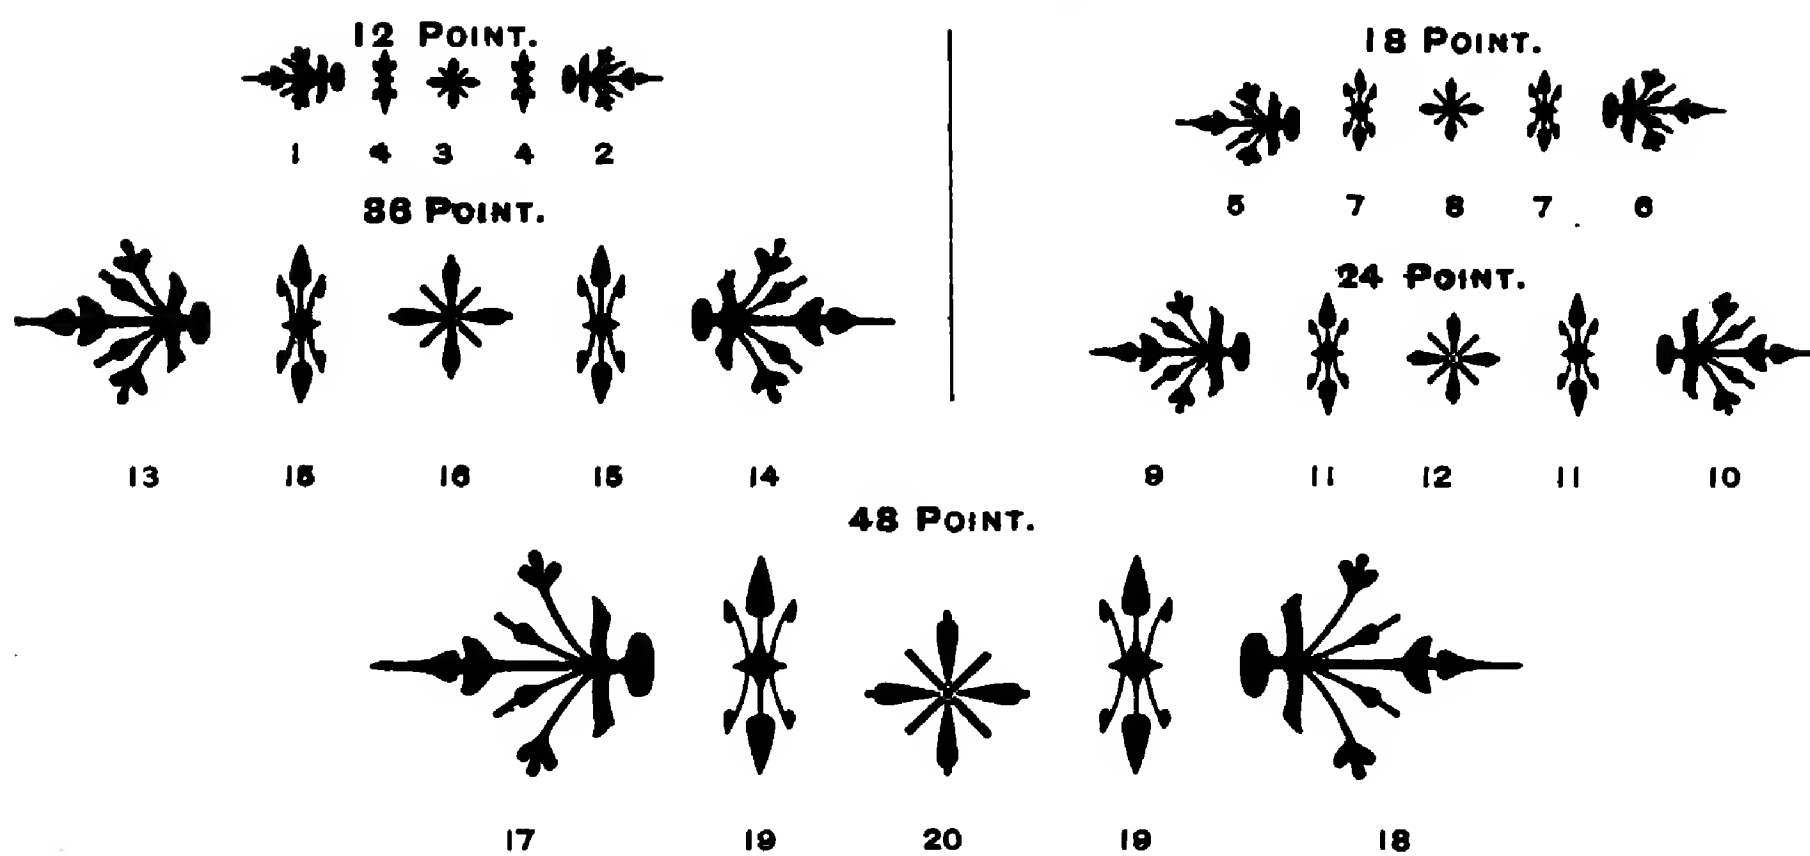 12 POINT.
1 4 3 4 2
36 POINT.
13 15 16 15 14
18 POINT.
5 7 8 7 6
24 POINT.
9 11 12 11 10
48 POINT.
17 19 20 19 18